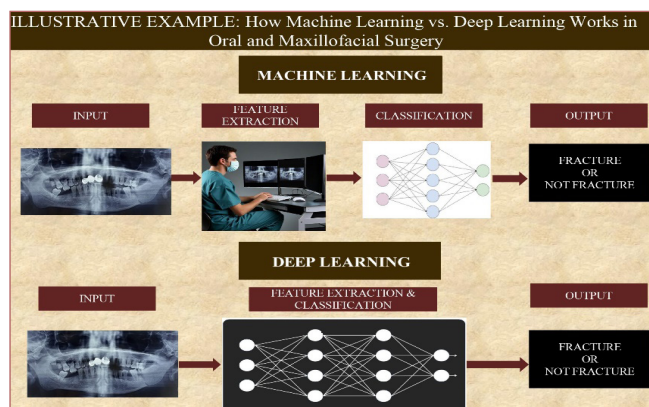 ILLUSTRATIVE EXAMPLE: How Machine Learning vs. Deep Learning Works in
Oral and Maxillofacial Surgery
MACHINE LEARNING
INPUT
FEATURE
EXTRACTION
CLASSIFICATION
OUTPUT
FRACTURE
OR
NOT FRACTURE
DEEP LEARNING
INPUT
FEATURE EXTRACTION &
CLASSIFICATION
OUTPUT
FRACTURE
OR
NOT FRACTURE